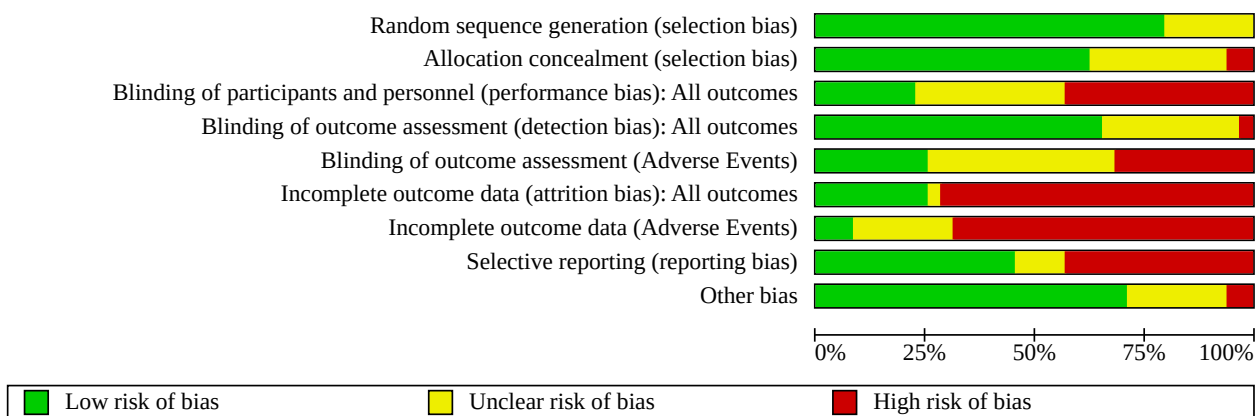 Random sequence generation (selection bias)
Allocation concealment (selection bias)
Blinding of participants and personnel (performance bias): All outcomes
Blinding of outcome assessment (detection bias): All outcomes
Blinding of outcome assessment (Adverse Events)
Incomplete outcome data (attrition bias): All outcomes
Incomplete outcome data (Adverse Events)
Selective reporting (reporting bias)
Other bias
0% 25% 50% 75% 100%
Low risk of bias Unclear risk of bias High risk of bias